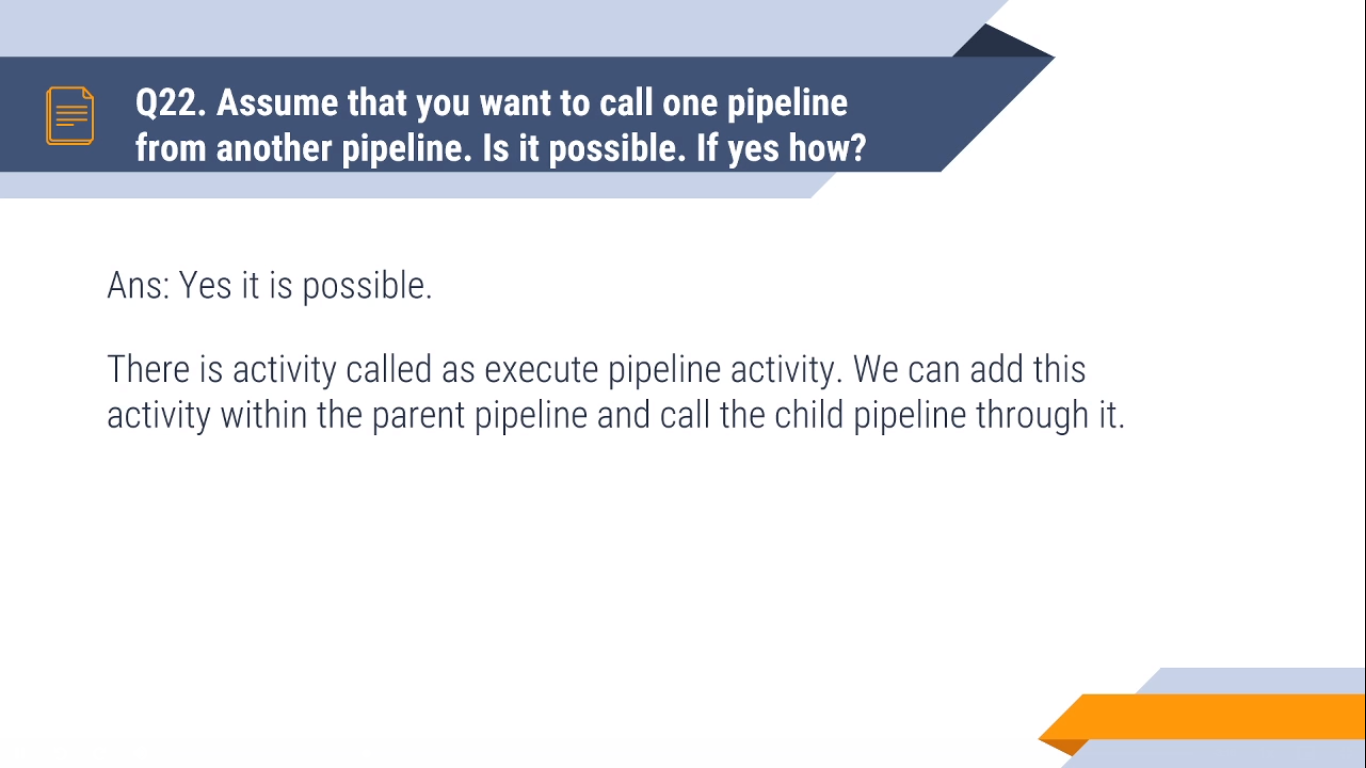 Q22. Assume that you want to call one pipeline
from another pipeline. Is it possible. If yes how?
Ans: Yes it is possible.
There is activity called as execute pipeline activity. We can add this
activity within the parent pipeline and call the child pipeline through it.